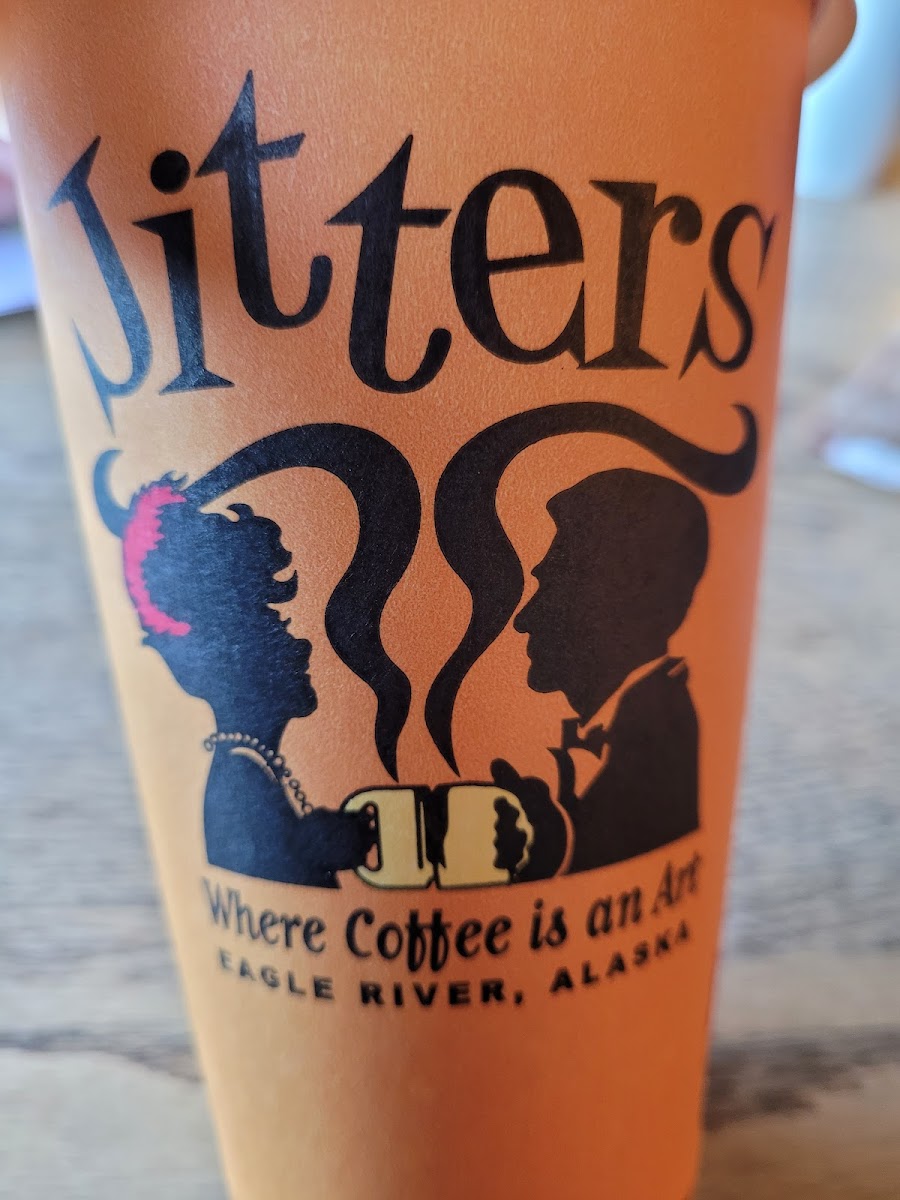 Jitters
Where Coffee is an Art
EAGLE RIVER, ALASKA